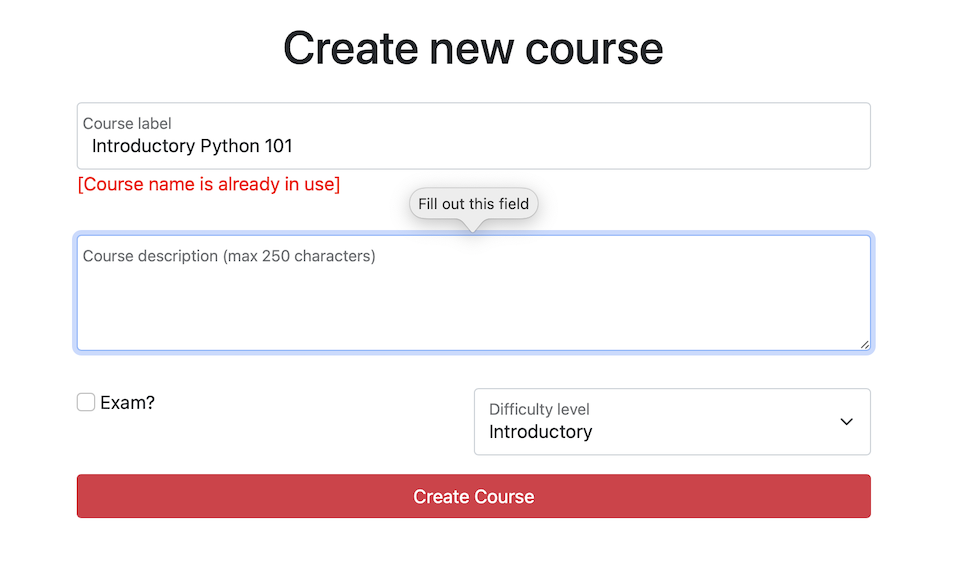 Create new course
Course label
Introductory Python 101
[Course name is already in use]
Fill out this field
Course description (max 250 characters)
Exam?
Difficulty level
Introductory
Create Course